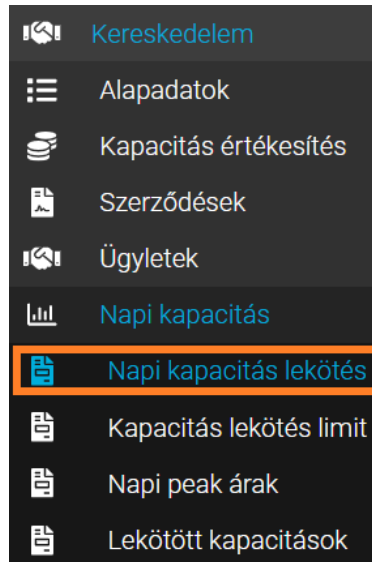 Kereskedelem
Alapadatok
Kapacitás értékesítés
Szerződések
Ügyletek
Napi kapacitás
Napi kapacitás lekötés
Kapacitás lekötés limit
Napi peak árak
Lekötött kapacitások